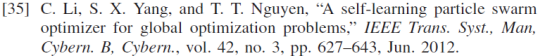 [35] C. Li, S. X. Yang, and T. T. Nguyen, “A self-learning particle swarm
optimizer for global optimization problems,” IEEE Trans. Syst., Man,
Cybern. B, Cybern., vol. 42, no. 3, pp. 627–643, Jun. 2012.